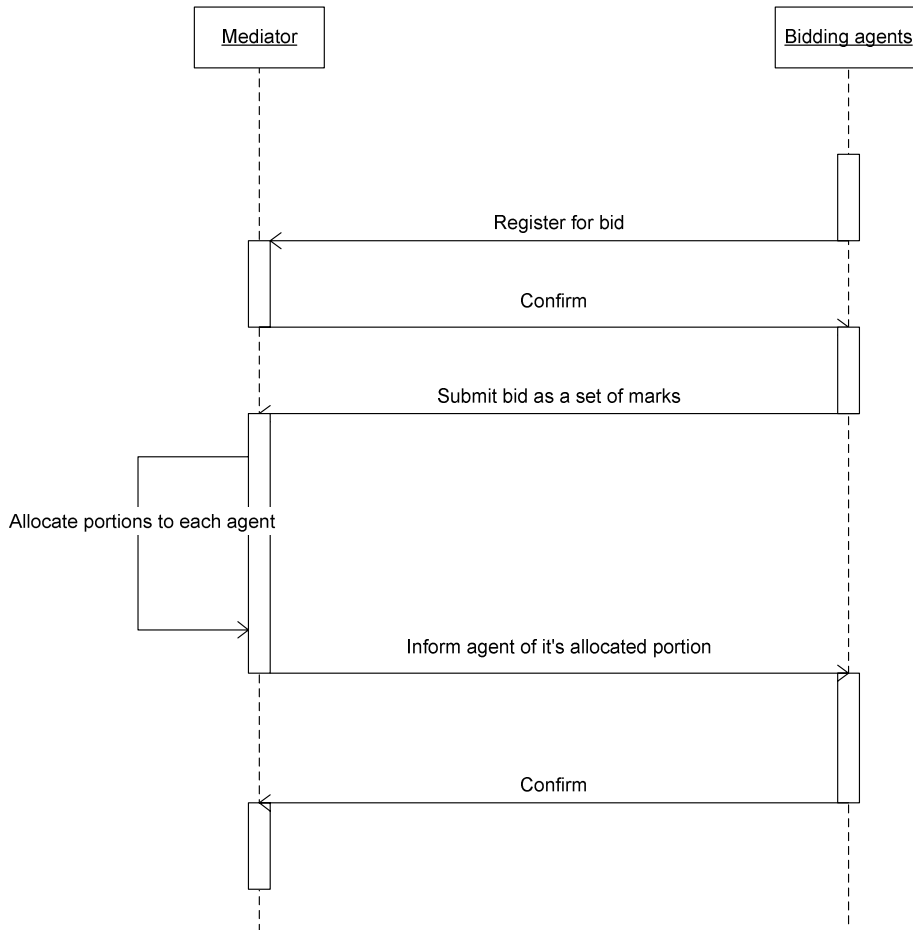 Mediator
Bidding agents
Register for bid
Confirm
Submit bid as a set of marks
Allocate portions to each agent
Inform agent of it's allocated portion
Confirm